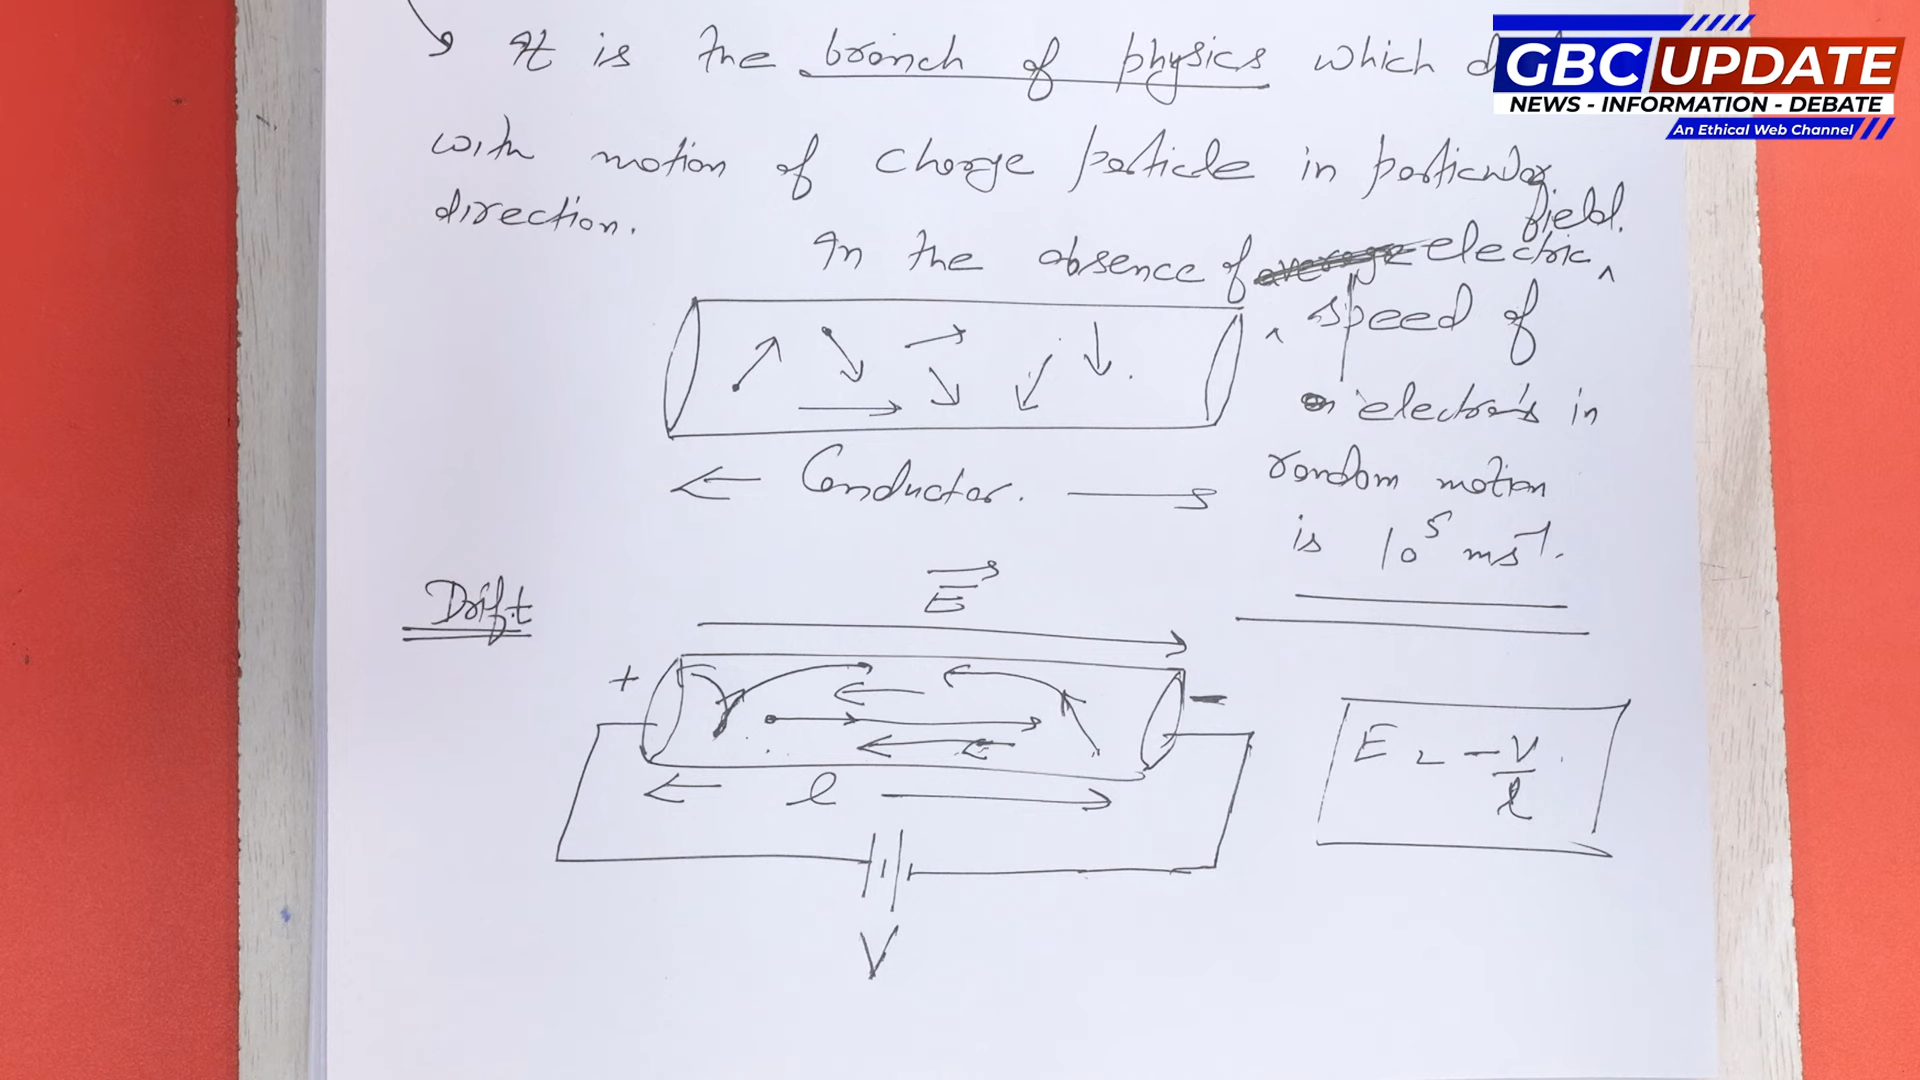 It is the branch of physics which d
GBC UPDATE
NEWS - INFORMATION - DEBATE
An Ethical Web Channel
with motion of charge particle in particular
direction.
field.
In the absence of average electric ^
^ speed of
electrons in
random motion
is 10⁵ ms⁻¹.
← Conductor. →
Drift
E
+
-
← l →
V
E = -V/l